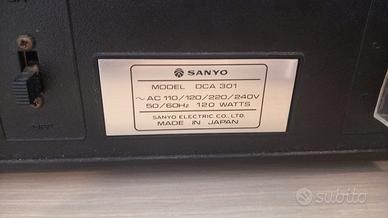 SANYO
MODEL DCA 301
~ AC 110/120/220/240V
50/60Hz 120 WATTS
SANYO ELECTRIC CO., LTD.
MADE IN JAPAN
subito